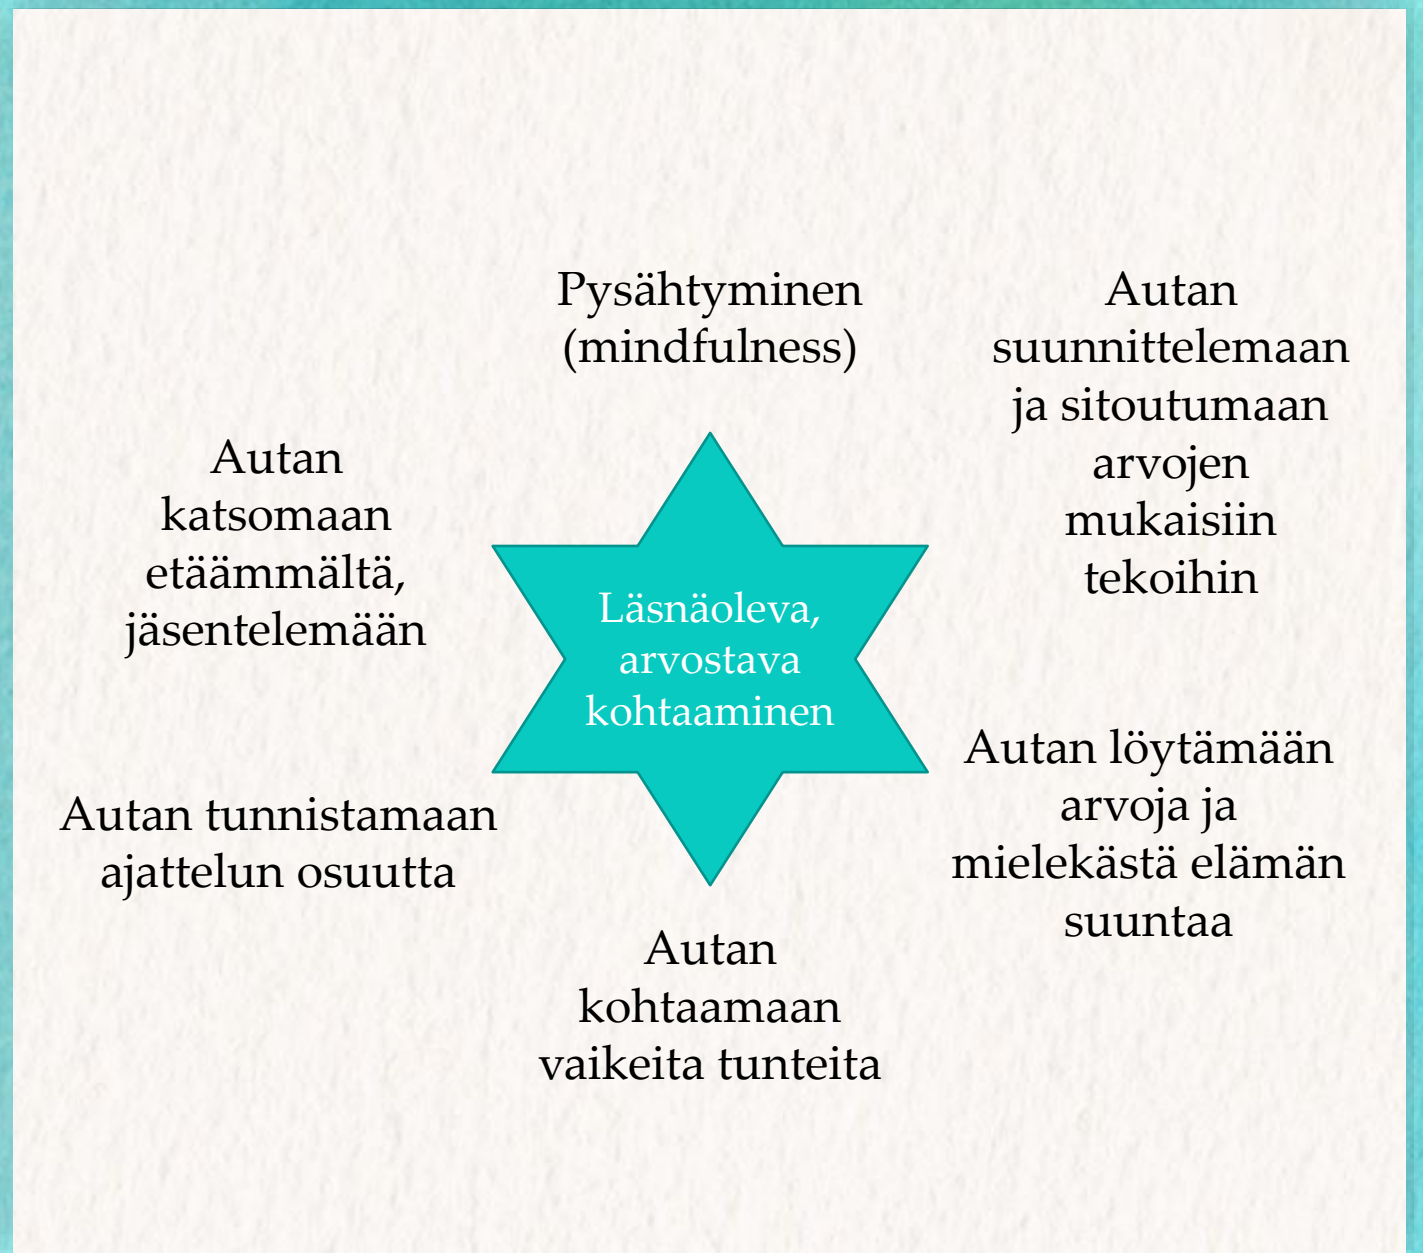 Pysähtyminen
(mindfulness)
Autan
suunnittelemaan
ja sitoutumaan
arvojen
mukaisiin
tekoihin
Autan löytämään
arvoja ja
mielekästä elämän
suuntaa
Autan
kohtaamaan
vaikeita tunteita
Autan tunnistamaan
ajattelun osuutta
Autan
katsomaan
etäämmältä,
jäsentelemään
Läsnäoleva,
arvostava
kohtaaminen